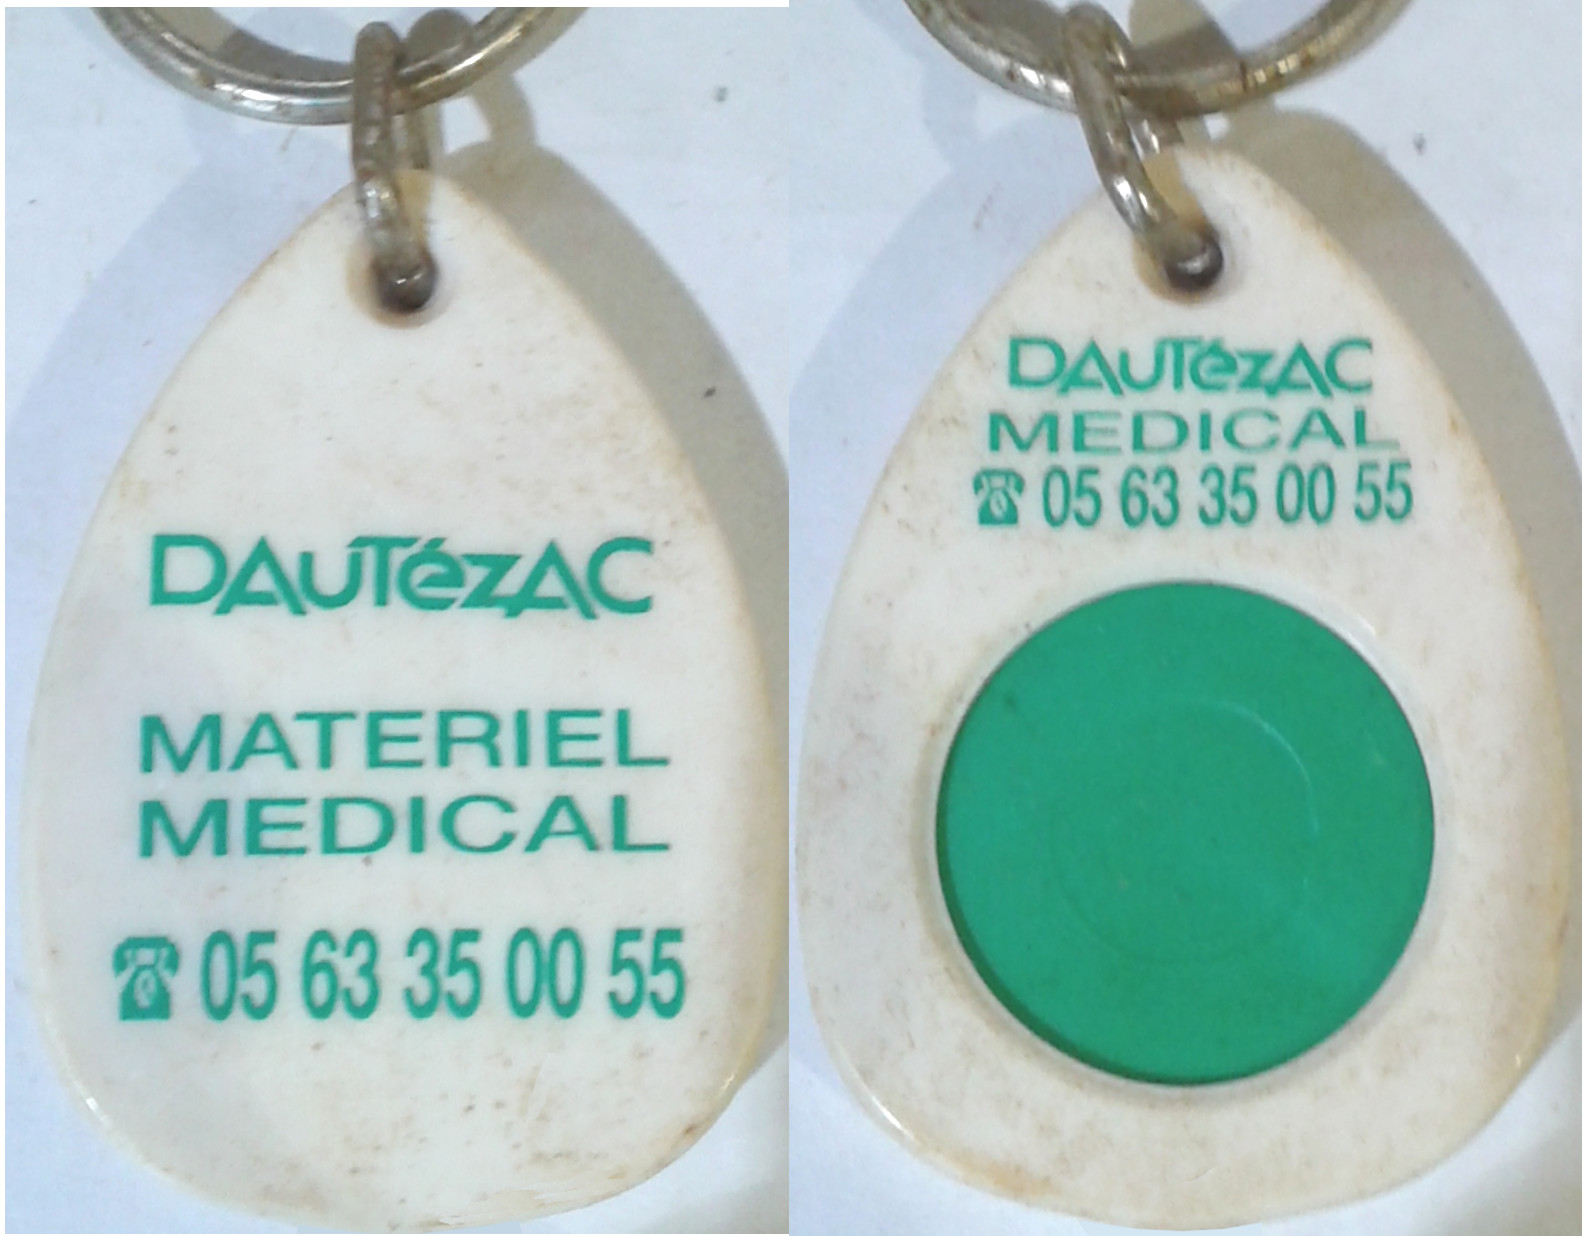 DAUTéZAC
MATERIEL
MEDICAL
☎ 05 63 35 00 55
DAUTéZAC
MEDICAL
☎ 05 63 35 00 55